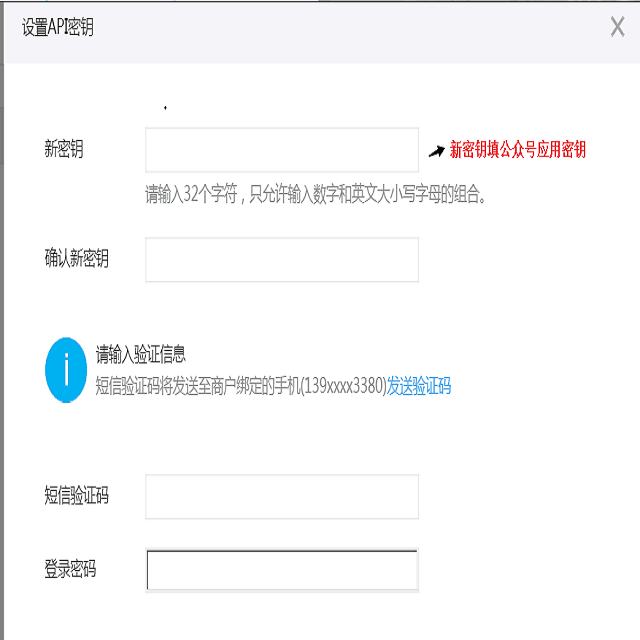 设置API密钥
新密钥
新密钥填公众号应用密钥
请输入32个字符，只允许输入数字和英文大小写字母的组合。
确认新密钥
请输入验证信息
短信验证码将发送至商户绑定的手机(139xxxx3380)发送验证码
短信验证码
登录密码